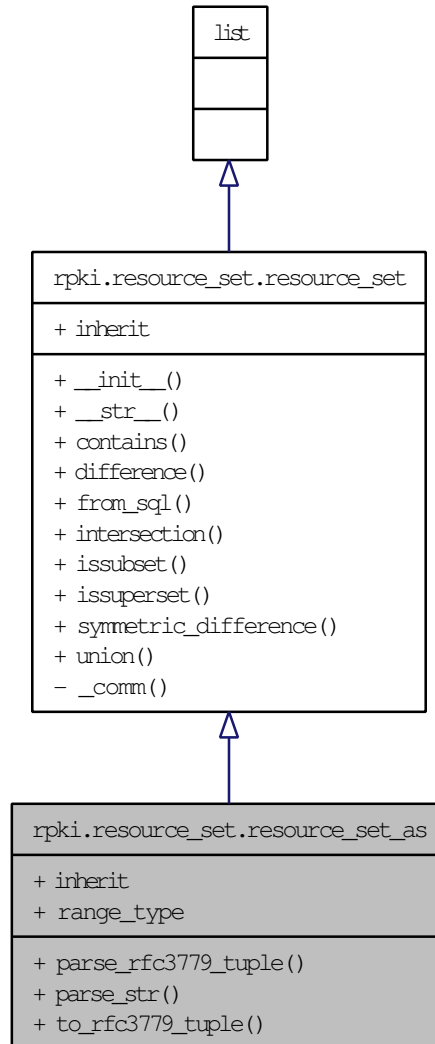 list
rpki.resource_set.resource_set
+ inherit
+ __init__()
+ __str__()
+ contains()
+ difference()
+ from_sql()
+ intersection()
+ issubset()
+ issuperset()
+ symmetric_difference()
+ union()
− _comm()
rpki.resource_set.resource_set_as
+ inherit
+ range_type
+ parse_rfc3779_tuple()
+ parse_str()
+ to_rfc3779_tuple()